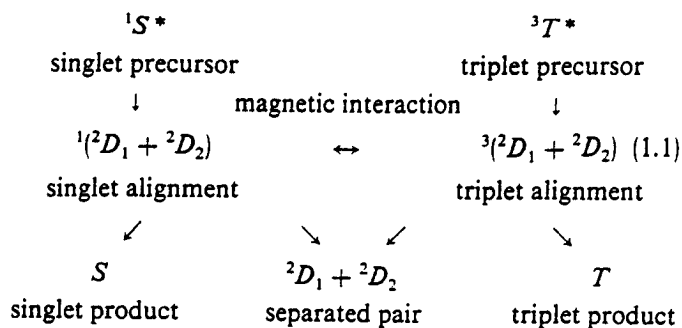 ¹S* ³T*
singlet precursor triplet precursor
↓ magnetic interaction ↓
¹(²D₁ + ²D₂) ↔ ³(²D₁ + ²D₂) (1.1)
singlet alignment triplet alignment
↙ ↘ ↙ ↘
S ²D₁ + ²D₂ T
singlet product separated pair triplet product